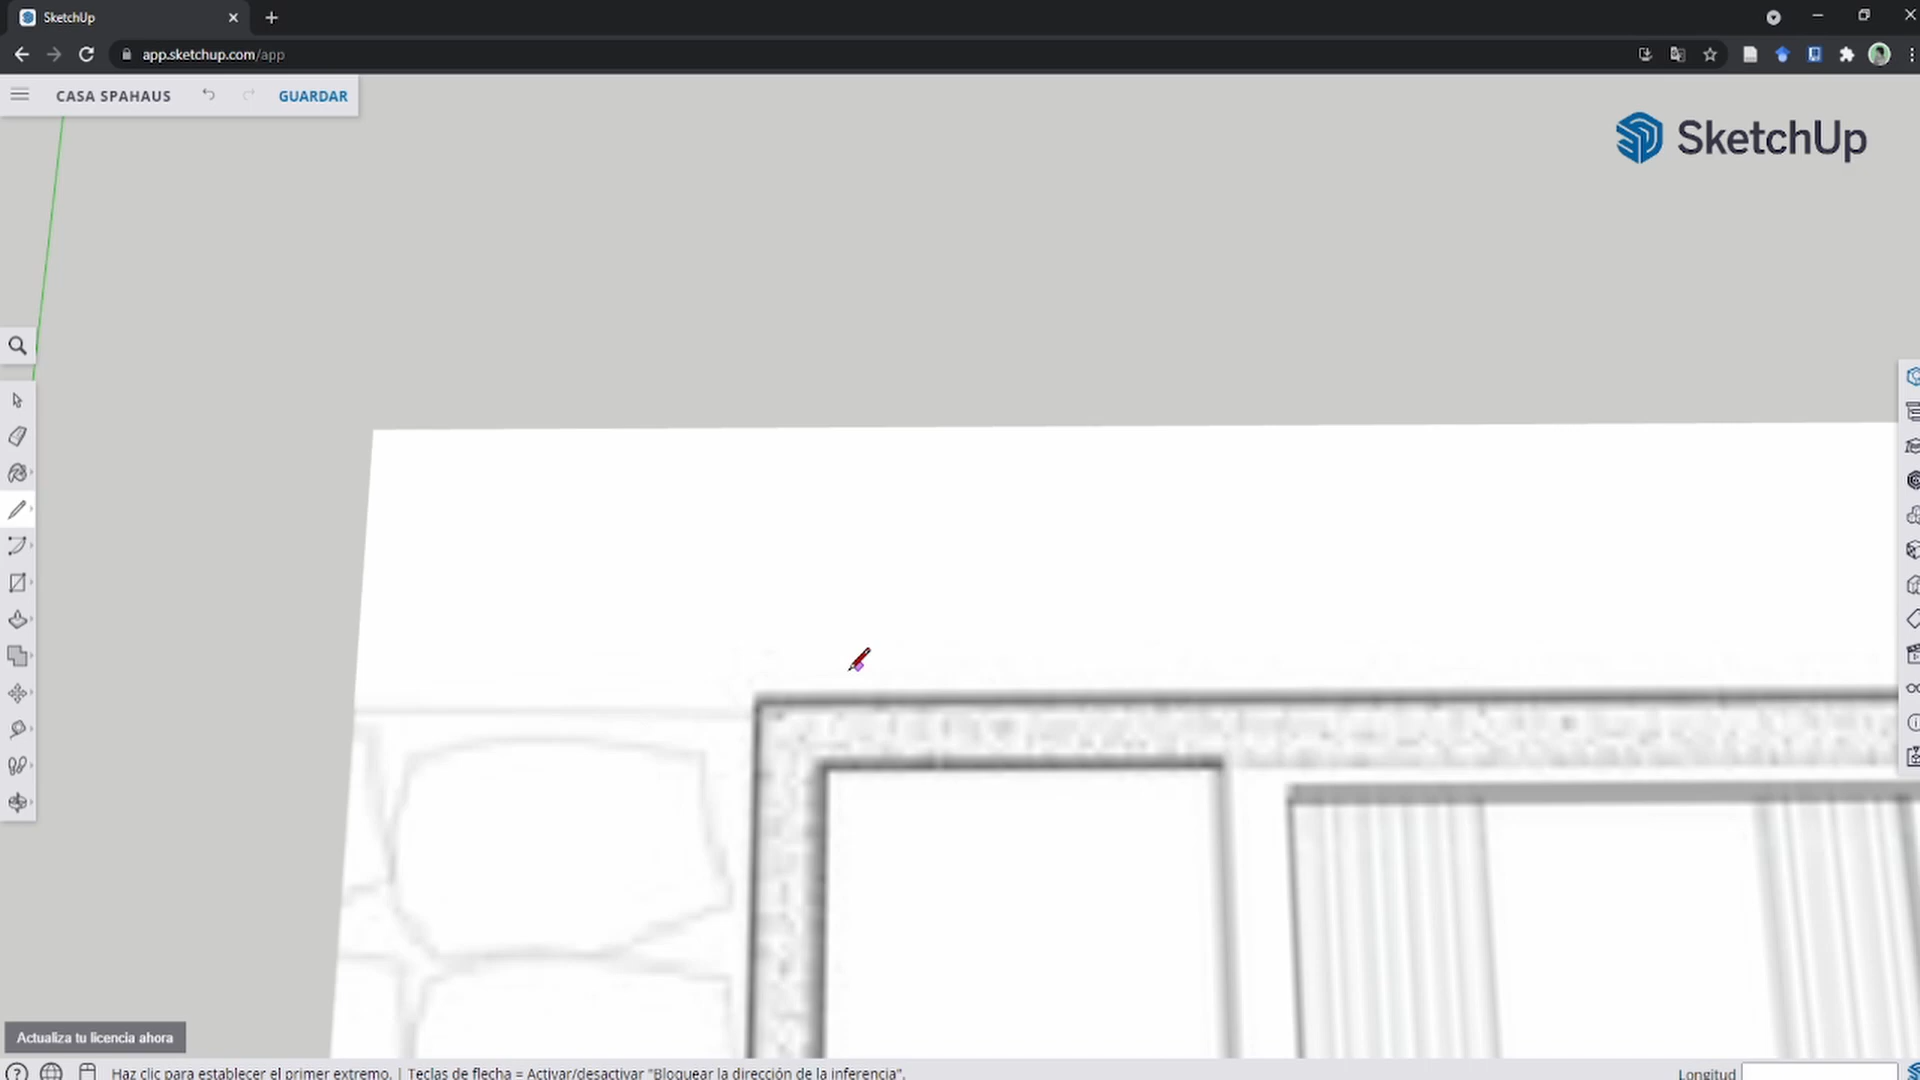 SketchUp
app.sketchup.com/app
CASA SPAHAUS
GUARDAR
SketchUp
Actualiza tu licencia ahora
Haz clic para establecer el primer extremo. | Teclas de flecha = Activar/desactivar "Bloquear la dirección de la inferencia".
Longitud